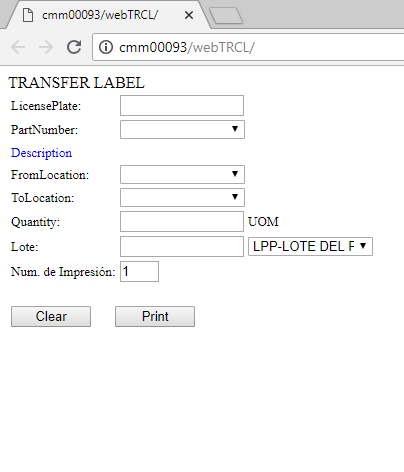 cmm00093/webTRCL/
cmm00093/webTRCL/
TRANSFER LABEL
LicensePlate:
PartNumber:
Description
FromLocation:
ToLocation:
Quantity: UOM
Lote: LPP-LOTE DEL
Num. de Impresión: 1
Clear Print